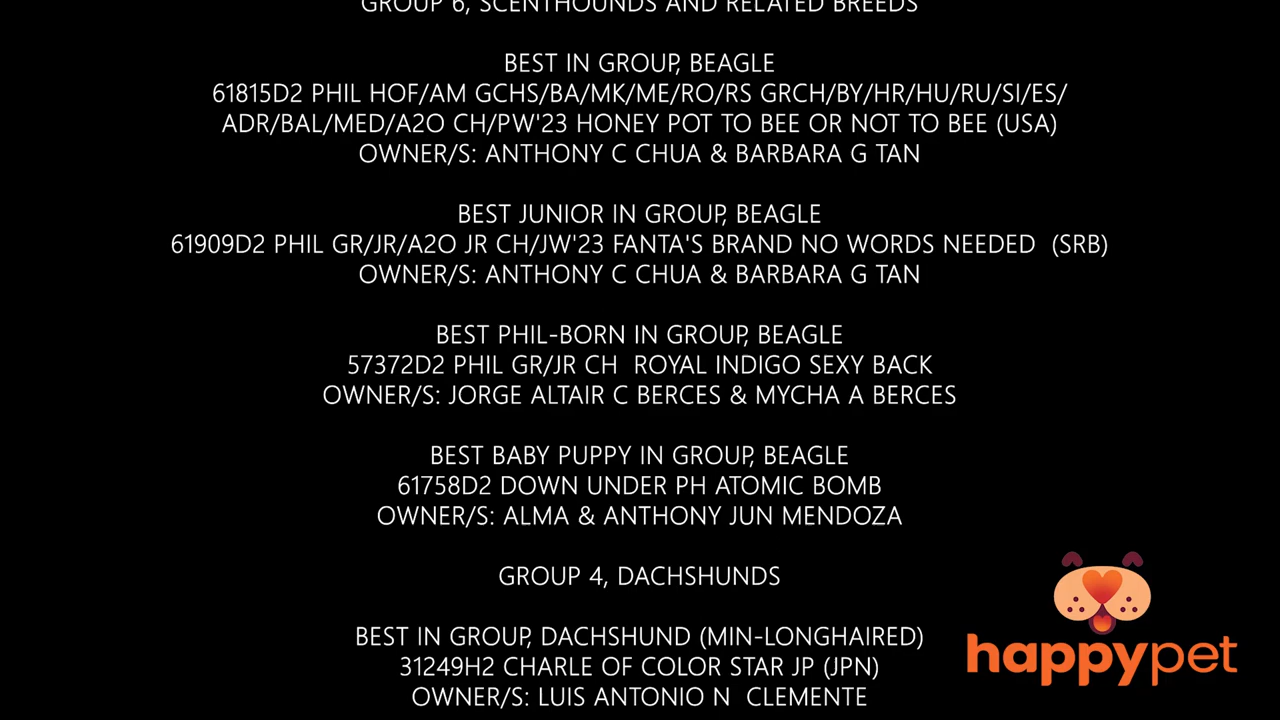 GROUP 6, SCENTHOUNDS AND RELATED BREEDS
BEST IN GROUP, BEAGLE
61815D2 PHIL HOF/AM GCHS/BA/MK/ME/RO/RS GRCH/BY/HR/HU/RU/SI/ES/
ADR/BAL/MED/A2O CH/PW'23 HONEY POT TO BEE OR NOT TO BEE (USA)
OWNER/S: ANTHONY C CHUA & BARBARA G TAN
BEST JUNIOR IN GROUP, BEAGLE
61909D2 PHIL GR/JR/A2O JR CH/JW'23 FANTA'S BRAND NO WORDS NEEDED  (SRB)
OWNER/S: ANTHONY C CHUA & BARBARA G TAN
BEST PHIL-BORN IN GROUP, BEAGLE
57372D2 PHIL GR/JR CH  ROYAL INDIGO SEXY BACK
OWNER/S: JORGE ALTAIR C BERCES & MYCHA A BERCES
BEST BABY PUPPY IN GROUP, BEAGLE
61758D2 DOWN UNDER PH ATOMIC BOMB
OWNER/S: ALMA & ANTHONY JUN MENDOZA
GROUP 4, DACHSHUNDS
BEST IN GROUP, DACHSHUND (MIN-LONGHAIRED)
31249H2 CHARLE OF COLOR STAR JP (JPN)
OWNER/S: LUIS ANTONIO N  CLEMENTE
happypet